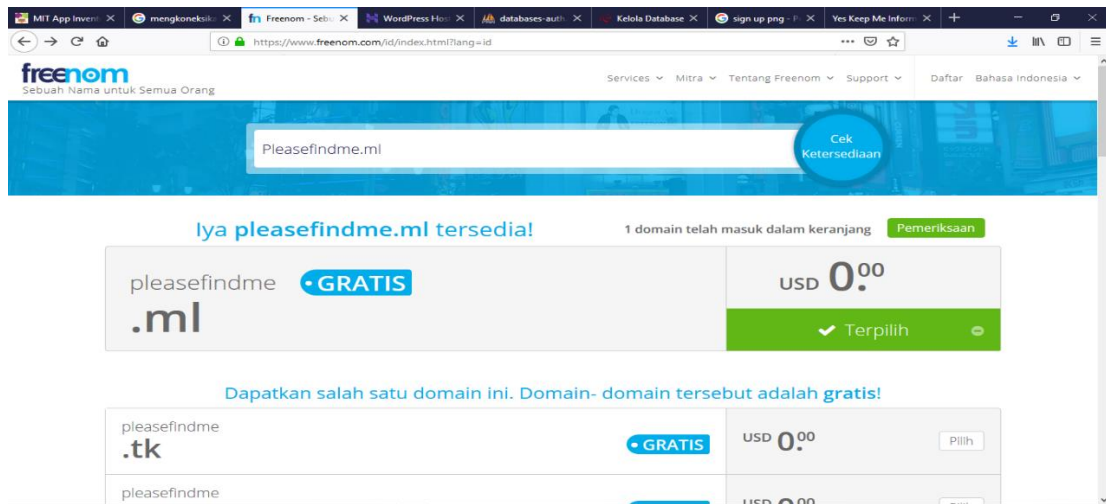 MIT App Invent
mengkoneksik
Freenom - Sebu
WordPress Host
databases-auth
Kelola Database
sign up png - P
Yes Keep Me Inform
https://www.freenom.com/id/index.html?lang=id
freenom
Sebuah Nama untuk Semua Orang
Services Mitra Tentang Freenom Support Daftar Bahasa Indonesia
Pleasefindme.ml
Cek
Ketersediaan
Iya pleasefindme.ml tersedia!
1 domain telah masuk dalam keranjang Pemeriksaan
pleasefindme GRATIS
.ml
USD 0.00
Terpilih
Dapatkan salah satu domain ini. Domain- domain tersebut adalah gratis!
pleasefindme
.tk
GRATIS USD 0.00 Pilih
pleasefindme
USD 0.00